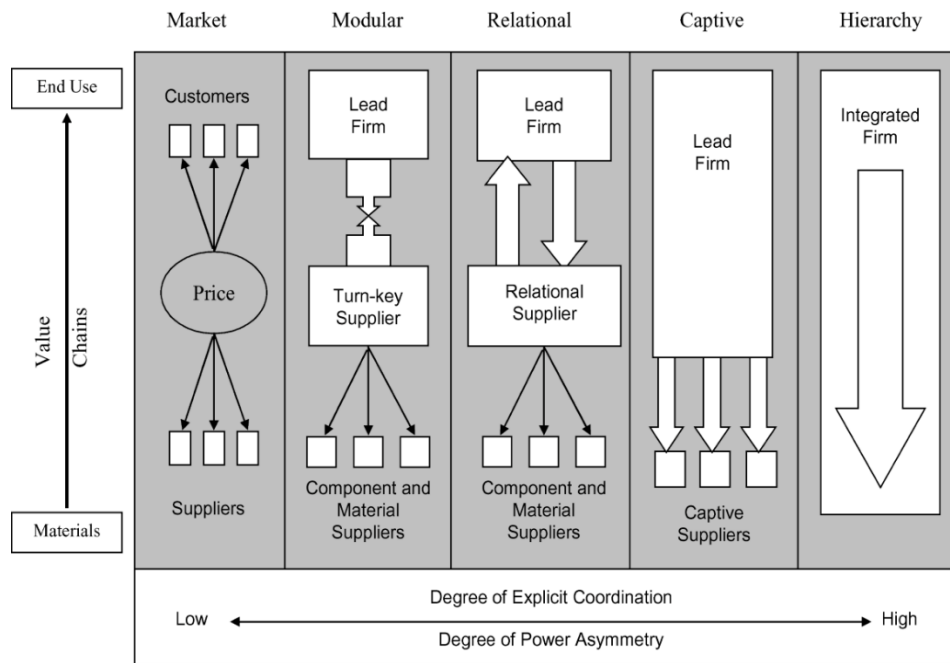 Market
Modular
Relational
Captive
Hierarchy
End Use
Value
Chains
Materials
Customers
Price
Suppliers
Lead
Firm
Turn-key
Supplier
Component and
Material
Suppliers
Lead
Firm
Relational
Supplier
Component and
Material
Suppliers
Lead
Firm
Captive
Suppliers
Integrated
Firm
Degree of Explicit Coordination
Low
High
Degree of Power Asymmetry